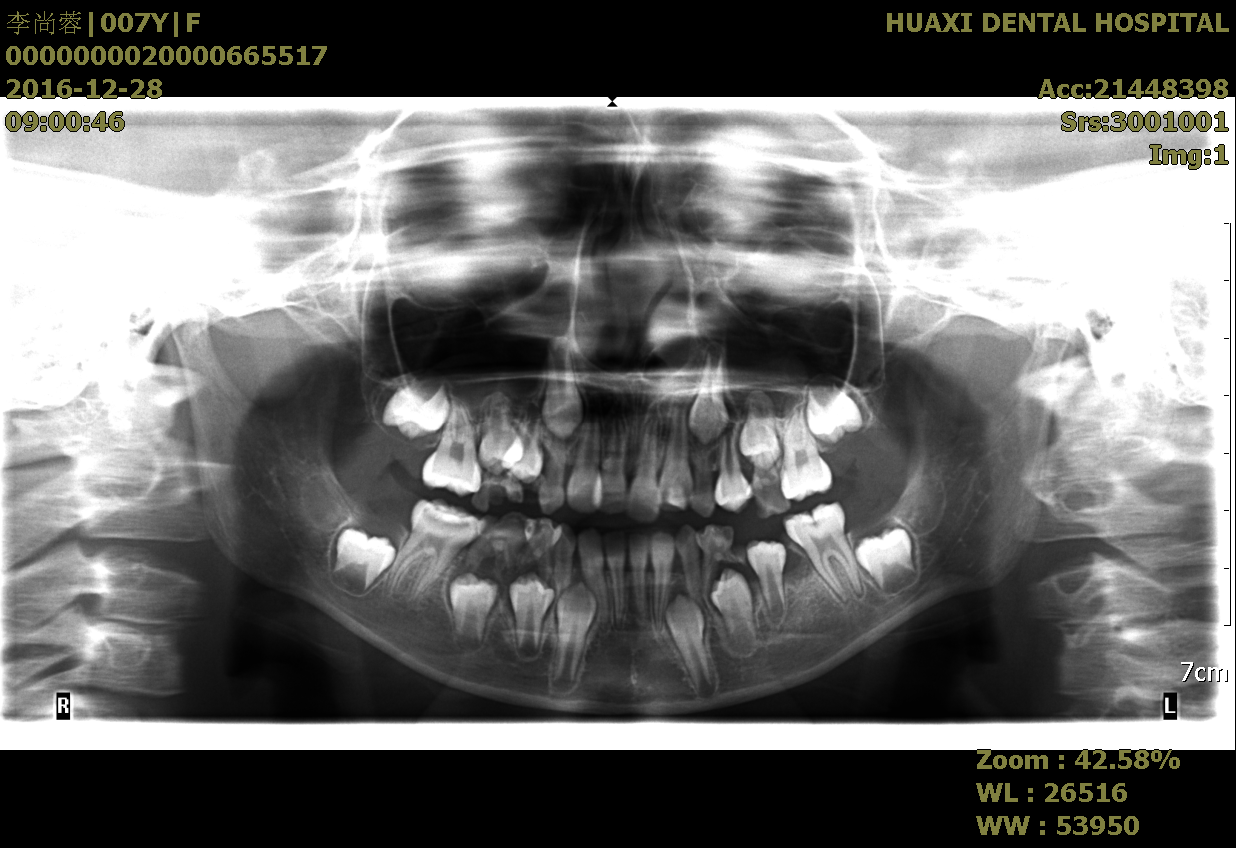 李尚蓉|007Y|F
0000000020000665517
2016-12-28
09:00:46
HUAXI DENTAL HOSPITAL
Acc:21448398
Srs:3001001
Img:1
7cm
R
L
Zoom : 42.58%
WL : 26516
WW : 53950